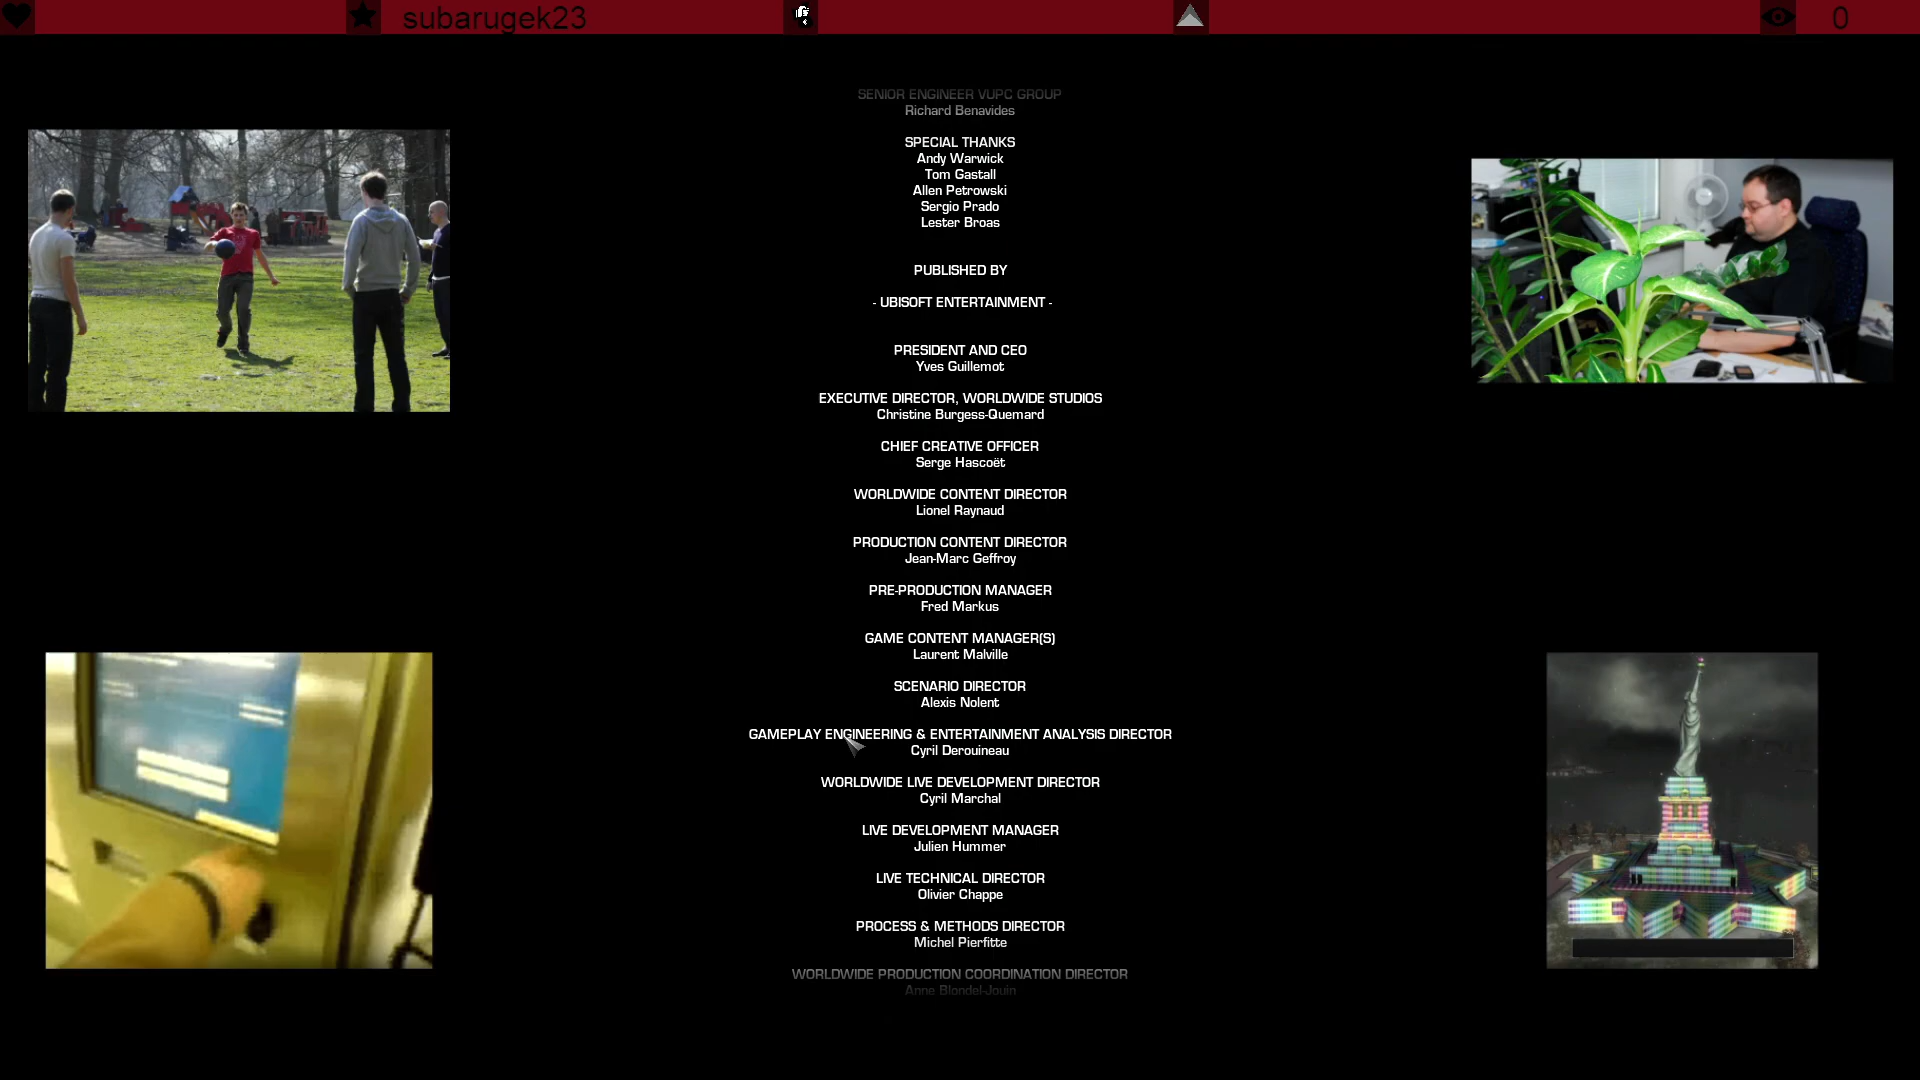 subarugek23
0
SENIOR ENGINEER VUPC GROUP
Richard Benavides
SPECIAL THANKS
Andy Warwick
Tom Gastall
Allen Petrowski
Sergio Prado
Lester Broas
PUBLISHED BY
- UBISOFT ENTERTAINMENT -
PRESIDENT AND CEO
Yves Guillemot
EXECUTIVE DIRECTOR, WORLDWIDE STUDIOS
Christine Burgess-Quemard
CHIEF CREATIVE OFFICER
Serge Hascoët
WORLDWIDE CONTENT DIRECTOR
Lionel Raynaud
PRODUCTION CONTENT DIRECTOR
Jean-Marc Geffroy
PRE-PRODUCTION MANAGER
Fred Markus
GAME CONTENT MANAGER(S)
Laurent Malville
SCENARIO DIRECTOR
Alexis Nolent
GAMEPLAY ENGINEERING & ENTERTAINMENT ANALYSIS DIRECTOR
Cyril Derouineau
WORLDWIDE LIVE DEVELOPMENT DIRECTOR
Cyril Marchal
LIVE DEVELOPMENT MANAGER
Julien Hummer
LIVE TECHNICAL DIRECTOR
Olivier Chappe
PROCESS & METHODS DIRECTOR
Michel Pierfitte
WORLDWIDE PRODUCTION COORDINATION DIRECTOR
Anne Blondel-Jouin